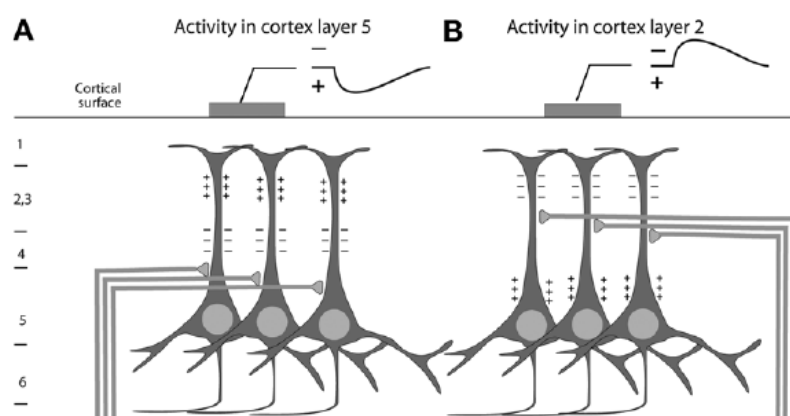 A Activity in cortex layer 5
B Activity in cortex layer 2
Cortical
surface
1
2,3
4
5
6